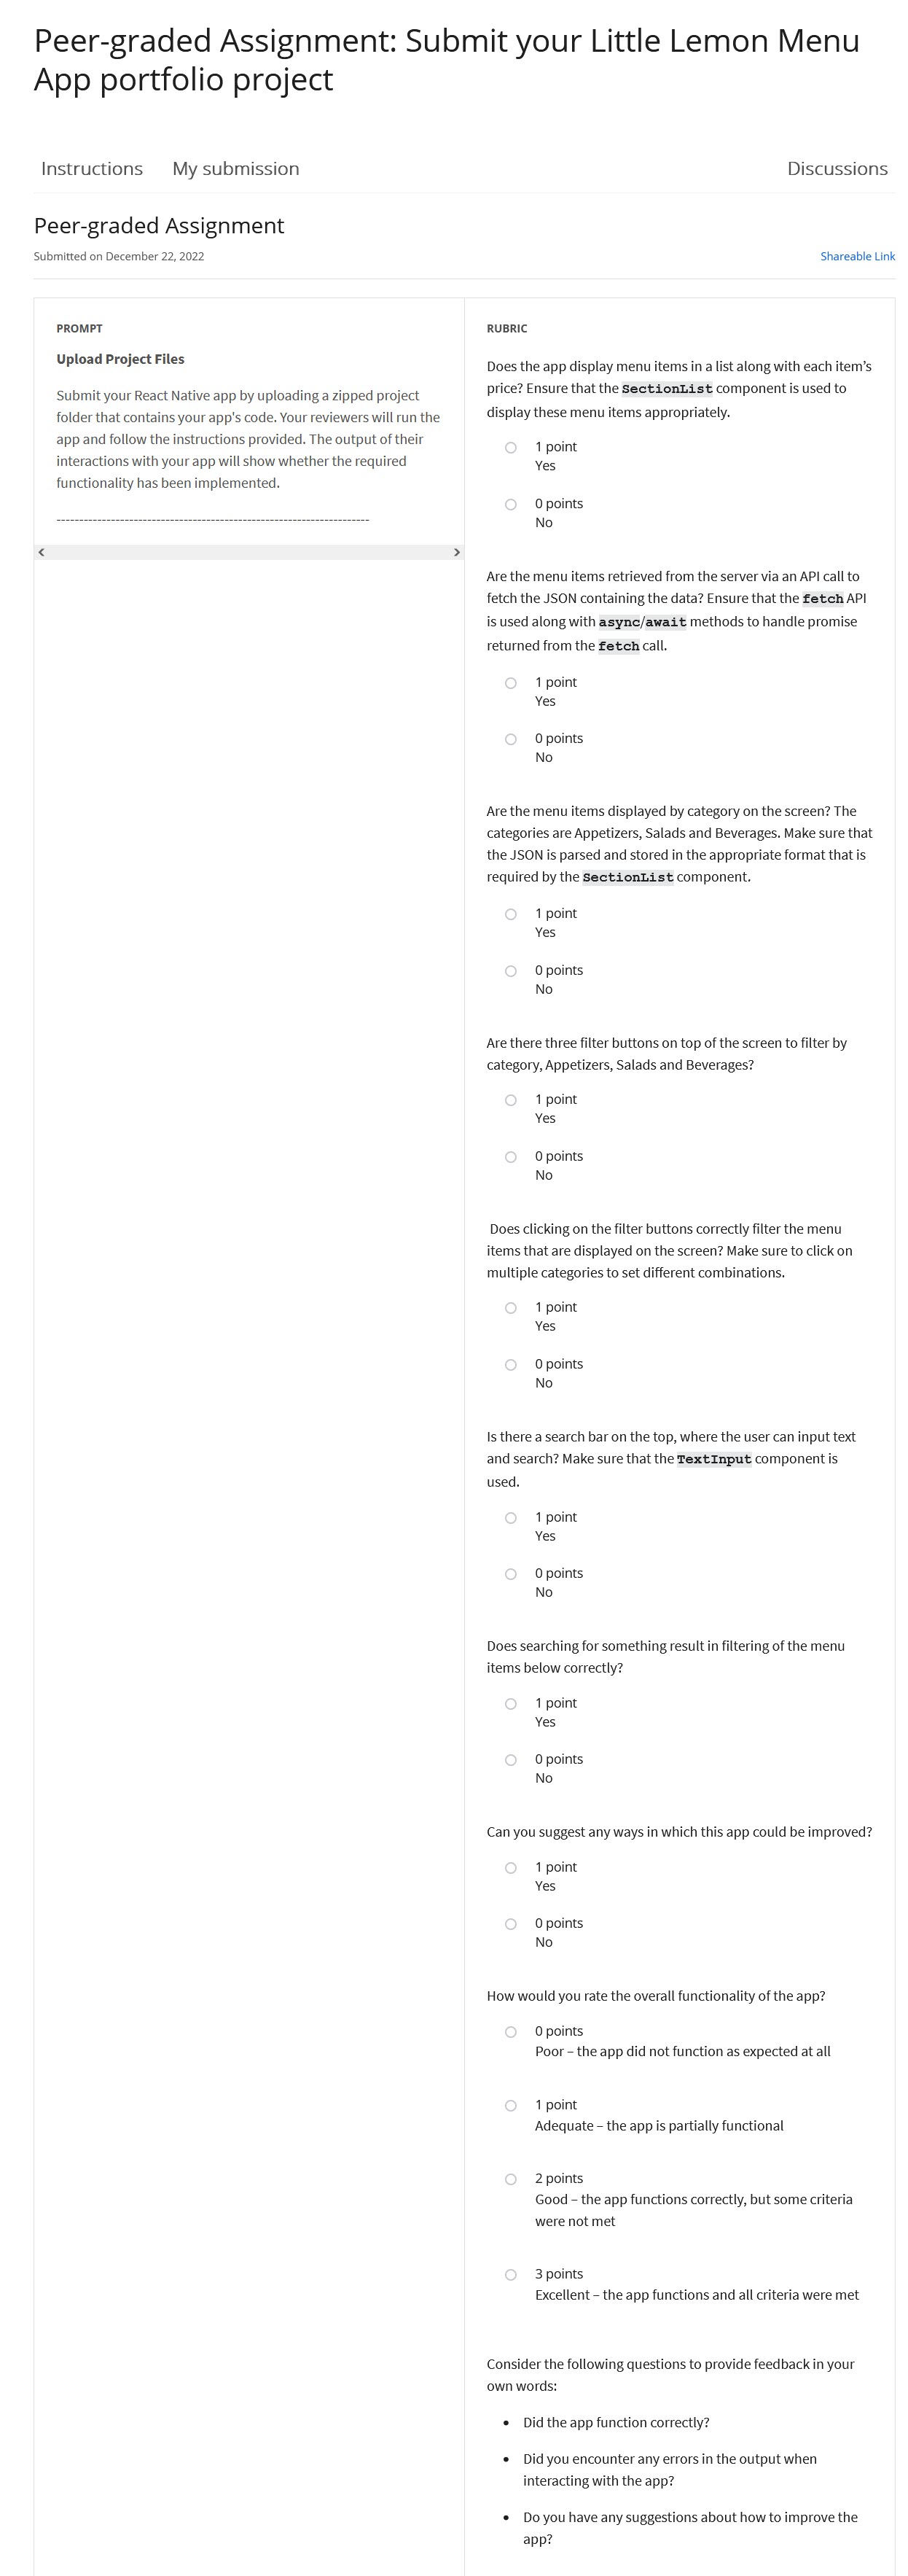 Peer-graded Assignment: Submit your Little Lemon Menu
App portfolio project
Instructions
My submission
Discussions
Peer-graded Assignment
Submitted on December 22, 2022
Shareable Link
PROMPT
Upload Project Files
Submit your React Native app by uploading a zipped project
folder that contains your app's code. Your reviewers will run the
app and follow the instructions provided. The output of their
interactions with your app will show whether the required
functionality has been implemented.
---------------------------------------------------------------------
RUBRIC
Does the app display menu items in a list along with each item’s
price? Ensure that the SectionList component is used to
display these menu items appropriately.
1 point
Yes
0 points
No
Are the menu items retrieved from the server via an API call to
fetch the JSON containing the data? Ensure that the fetch API
is used along with async/await methods to handle promise
returned from the fetch call.
1 point
Yes
0 points
No
Are the menu items displayed by category on the screen? The
categories are Appetizers, Salads and Beverages. Make sure that
the JSON is parsed and stored in the appropriate format that is
required by the SectionList component.
1 point
Yes
0 points
No
Are there three filter buttons on top of the screen to filter by
category, Appetizers, Salads and Beverages?
1 point
Yes
0 points
No
Does clicking on the filter buttons correctly filter the menu
items that are displayed on the screen? Make sure to click on
multiple categories to set different combinations.
1 point
Yes
0 points
No
Is there a search bar on the top, where the user can input text
and search? Make sure that the TextInput component is
used.
1 point
Yes
0 points
No
Does searching for something result in filtering of the menu
items below correctly?
1 point
Yes
0 points
No
Can you suggest any ways in which this app could be improved?
1 point
Yes
0 points
No
How would you rate the overall functionality of the app?
0 points
Poor – the app did not function as expected at all
1 point
Adequate – the app is partially functional
2 points
Good – the app functions correctly, but some criteria
were not met
3 points
Excellent – the app functions and all criteria were met
Consider the following questions to provide feedback in your
own words:
• Did the app function correctly?
• Did you encounter any errors in the output when
interacting with the app?
• Do you have any suggestions about how to improve the
app?